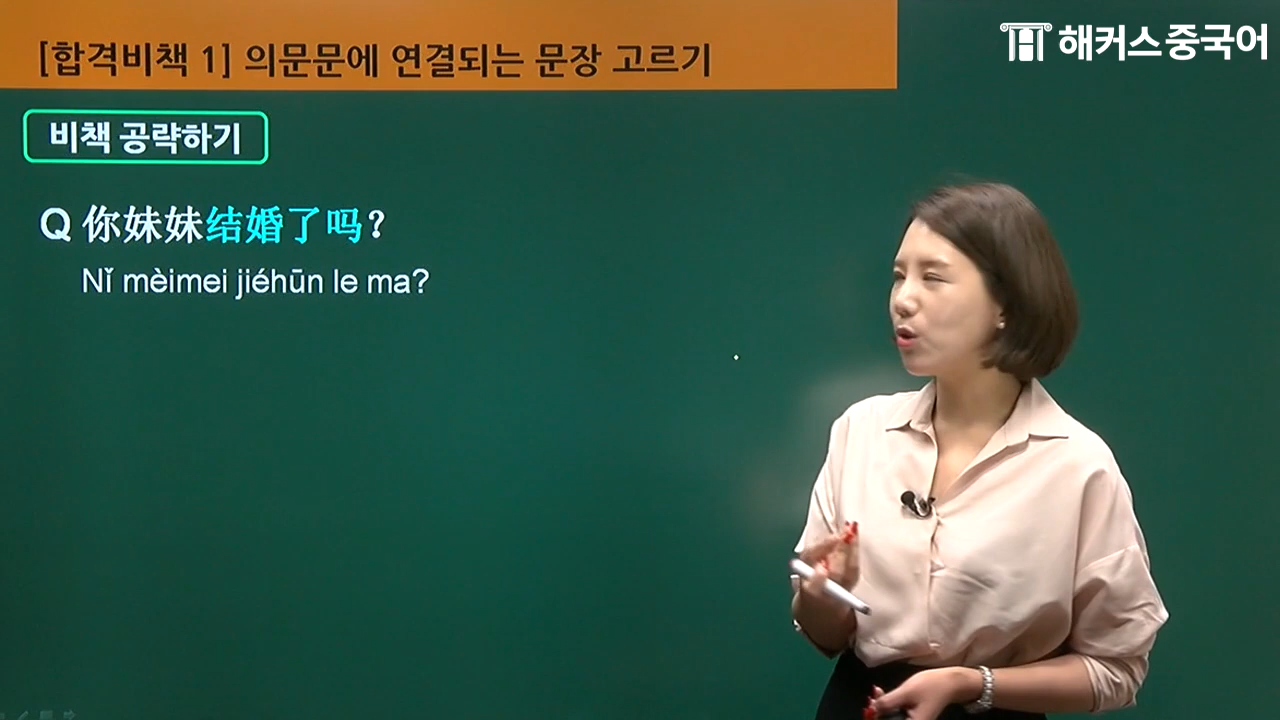 [합격비책 1] 의문문에 연결되는 문장 고르기
해커스중국어
비책 공략하기
Q 你妹妹结婚了吗?
Nǐ mèimei jiéhūn le ma?